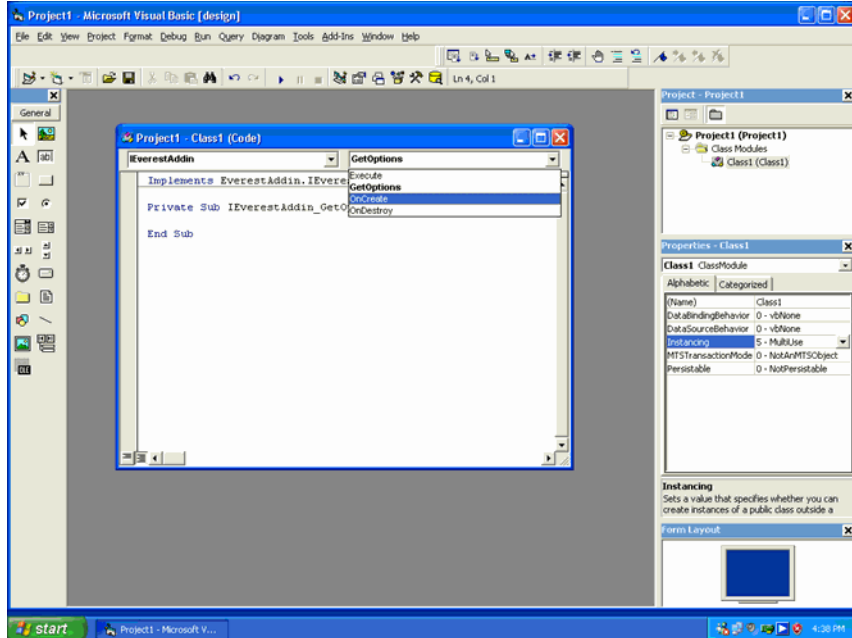 Project1 - Microsoft Visual Basic [design]
File Edit View Project Format Debug Run Query Diagram Tools Add-Ins Window Help
Ln 4, Col 1
General
Project1 - Class1 (Code)
IEverestAddin GetOptions
Execute
GetOptions
OnCreate
OnDestroy
Implements EverestAddin.IEvere
Private Sub IEverestAddin_GetO
End Sub
Project - Project1
Project1 (Project1)
Class Modules
Class1 (Class1)
Properties - Class1
Class1 ClassModule
Alphabetic Categorized
(Name) Class1
DataBindingBehavior 0 - vbNone
DataSourceBehavior 0 - vbNone
Instancing 5 - MultiUse
MTSTransactionMode 0 - NotAnMTSObject
Persistable 0 - NotPersistable
Instancing
Sets a value that specifies whether you can
create instances of a public class outside a
Form Layout
start Project1 - Microsoft V... 4:38 PM